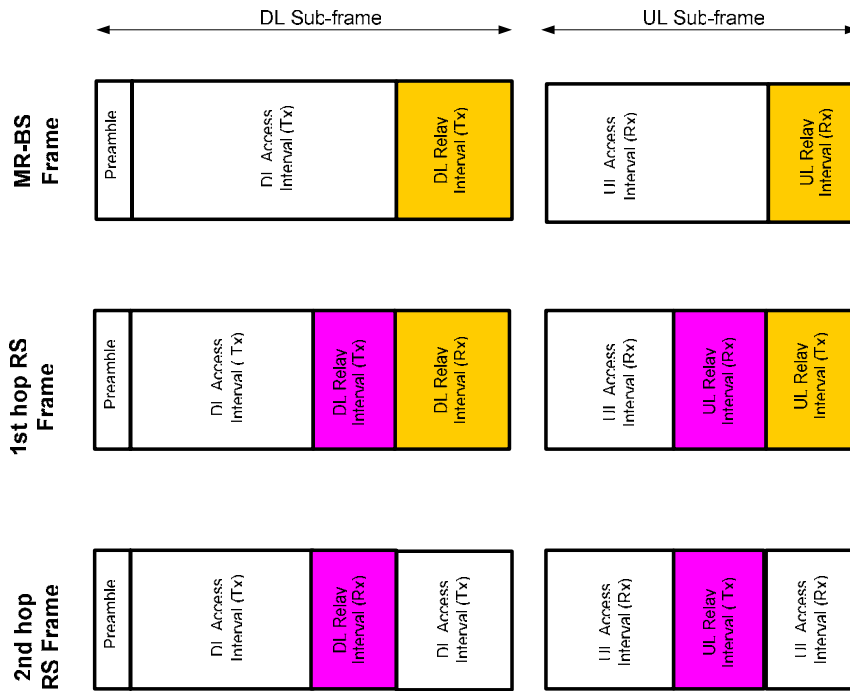 DL Sub-frame
UL Sub-frame
MR-BS
Frame
Preamble
DL Access
Interval (Tx)
DL Relay
Interval (Tx)
UL Access
Interval (Rx)
UL Relay
Interval (Rx)
1st hop RS
Frame
Preamble
DL Access
Interval ( Tx)
DL Relay
Interval (Tx)
DL Relay
Interval (Rx)
UL Access
Interval (Rx)
UL Relay
Interval (Rx)
UL Relay
Interval (Tx)
2nd hop
RS Frame
Preamble
DL Access
Interval (Tx)
DL Relay
Interval (Rx)
DL Access
Interval (Tx)
UL Access
Interval (Rx)
UL Relay
Interval ( Tx)
UL Access
Interval (Rx)